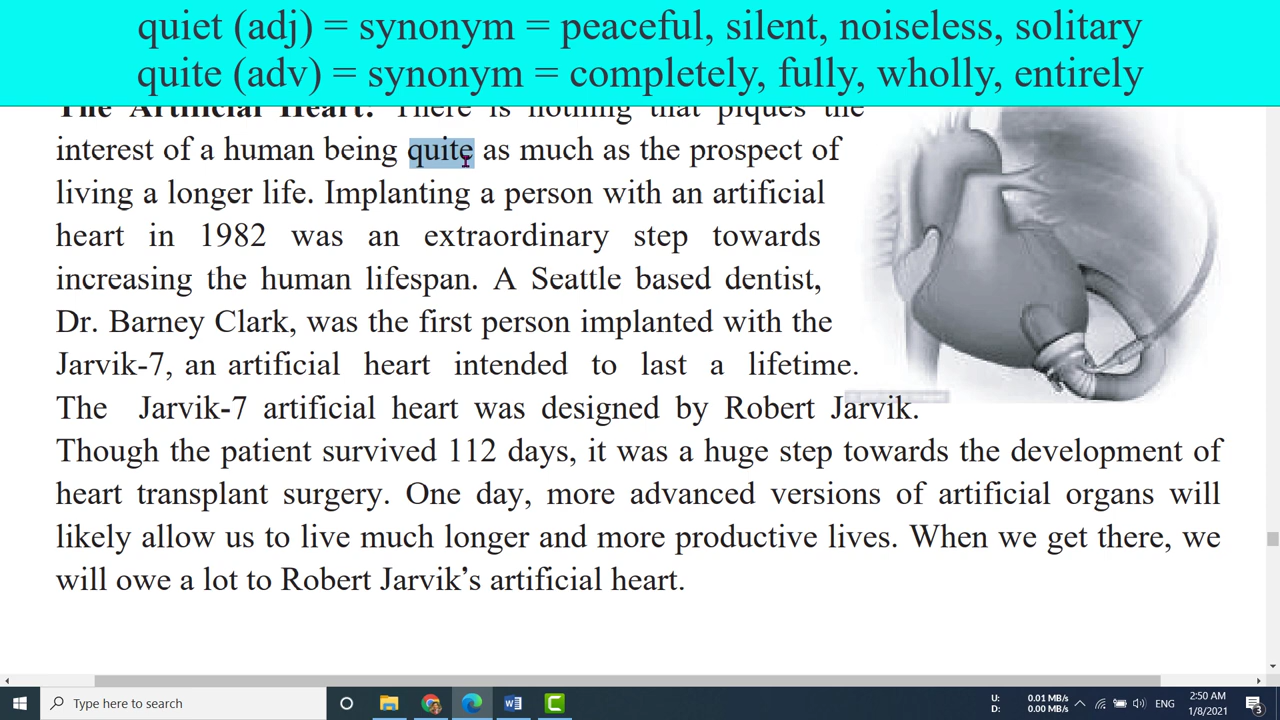 quiet (adj) = synonym = peaceful, silent, noiseless, solitary
quite (adv) = synonym = completely, fully, wholly, entirely
The Artificial Heart: There is nothing that piques the
interest of a human being quite as much as the prospect of
living a longer life. Implanting a person with an artificial
heart in 1982 was an extraordinary step towards
increasing the human lifespan. A Seattle based dentist,
Dr. Barney Clark, was the first person implanted with the
Jarvik-7, an artificial heart intended to last a lifetime.
The Jarvik-7 artificial heart was designed by Robert Jarvik.
Though the patient survived 112 days, it was a huge step towards the development of
heart transplant surgery. One day, more advanced versions of artificial organs will
likely allow us to live much longer and more productive lives. When we get there, we
will owe a lot to Robert Jarvik's artificial heart.
Type here to search
U: 0.01 MB/s
D: 0.00 MB/s
ENG
2:50 AM
1/8/2021
3